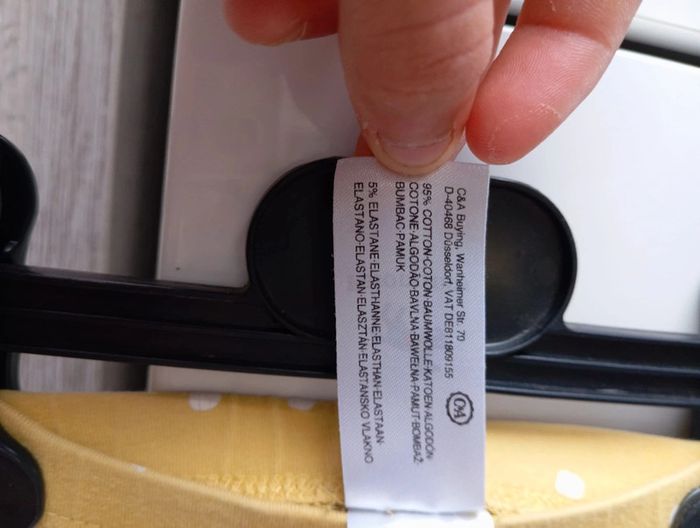 C&A Buying, Wanheimer Str. 70
D-40468 Düsseldorf, VAT DE811809155
C&A
95% COTTON·COTON·BAUMWOLLE·KATOEN·ALGODÓN·
COTONE·ALGODÃO·BAVLNA·BAWEŁNA·PAMUT·BOMBAŽ·
BUMBAC·PAMUK
5% ELASTANE·ELASTHANNE·ELASTHAN·ELASTAAN·
ELASTANO·ELASTAN·ELASZTÁN·ELASTANSKO VLAKNO